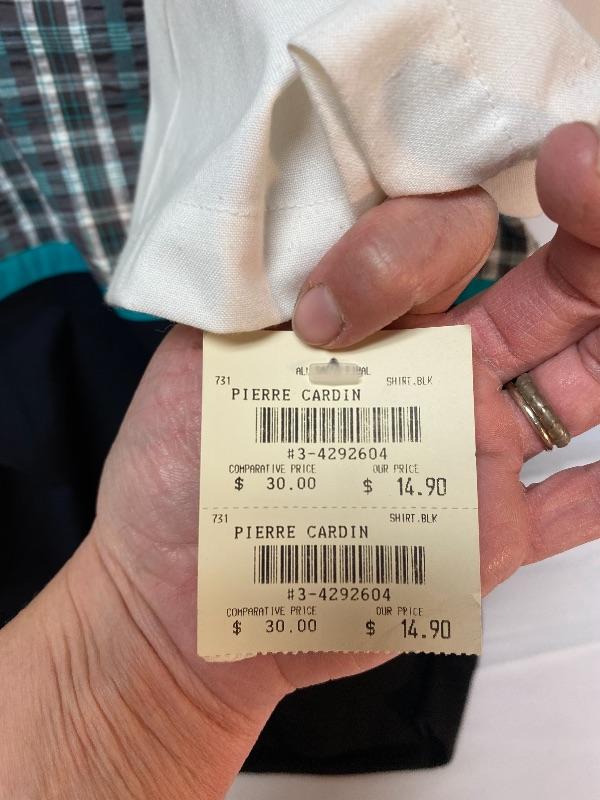 731 SHIRT.BLK
PIERRE CARDIN
#3-4292604
COMPARATIVE PRICE OUR PRICE
$ 30.00 $ 14.90
731 SHIRT.BLK
PIERRE CARDIN
#3-4292604
COMPARATIVE PRICE OUR PRICE
$ 30.00 $ 14.90